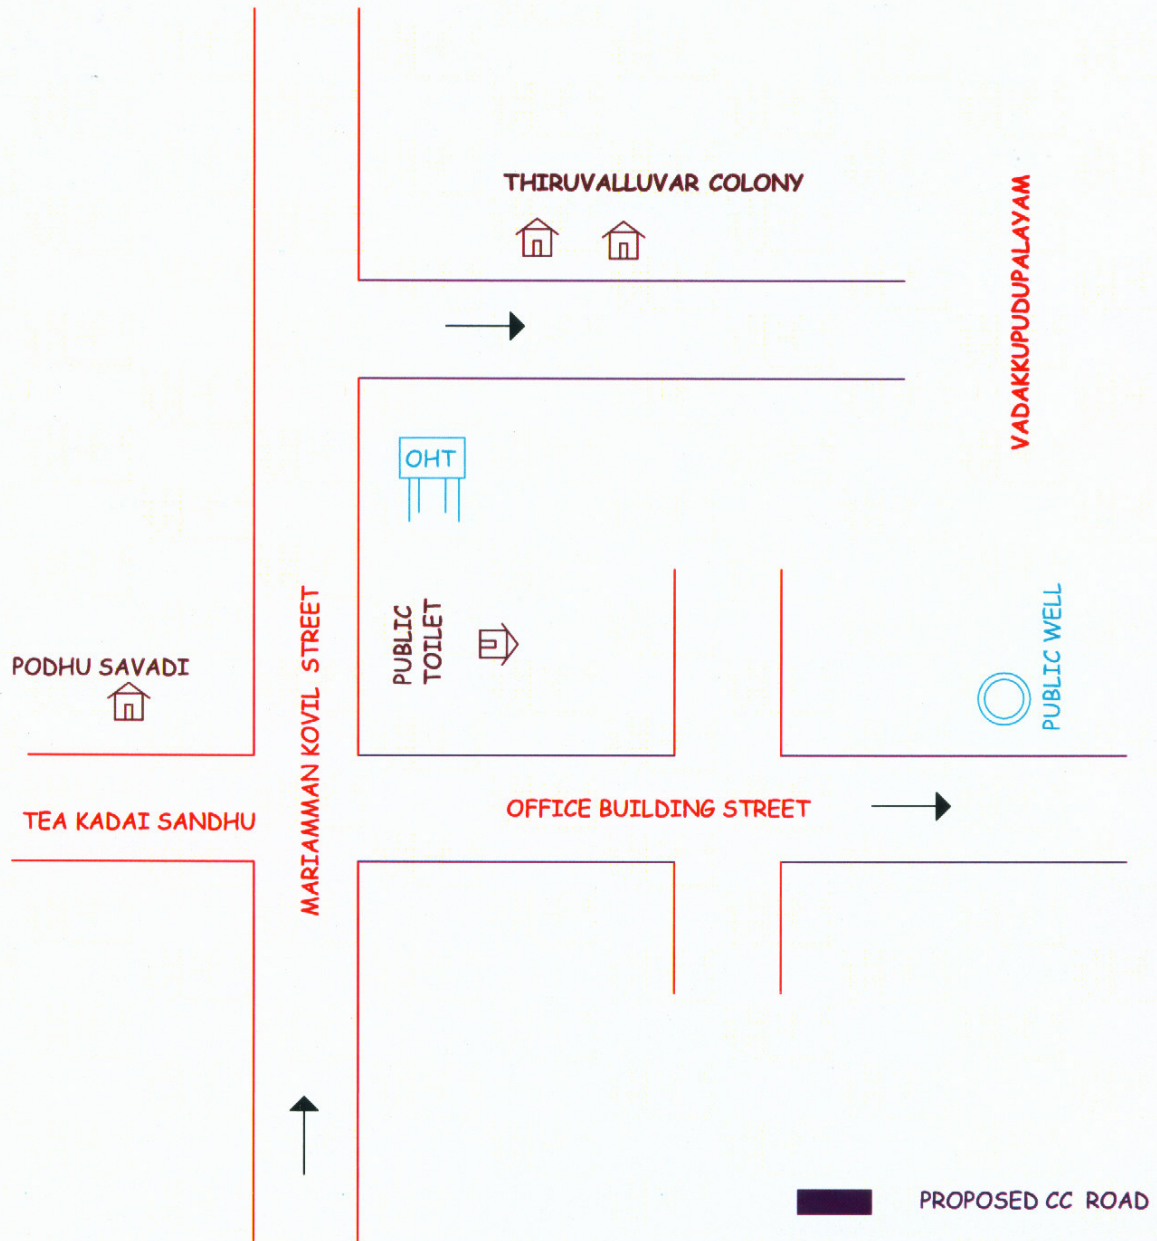 THIRUVALLUVAR COLONY
VADAKKUPUDUPALAYAM
OHT
PUBLIC
TOILET
PUBLIC WELL
PODHU SAVADI
MARIAMMAN KOVIL STREET
TEA KADAI SANDHU
OFFICE BUILDING STREET
PROPOSED CC ROAD